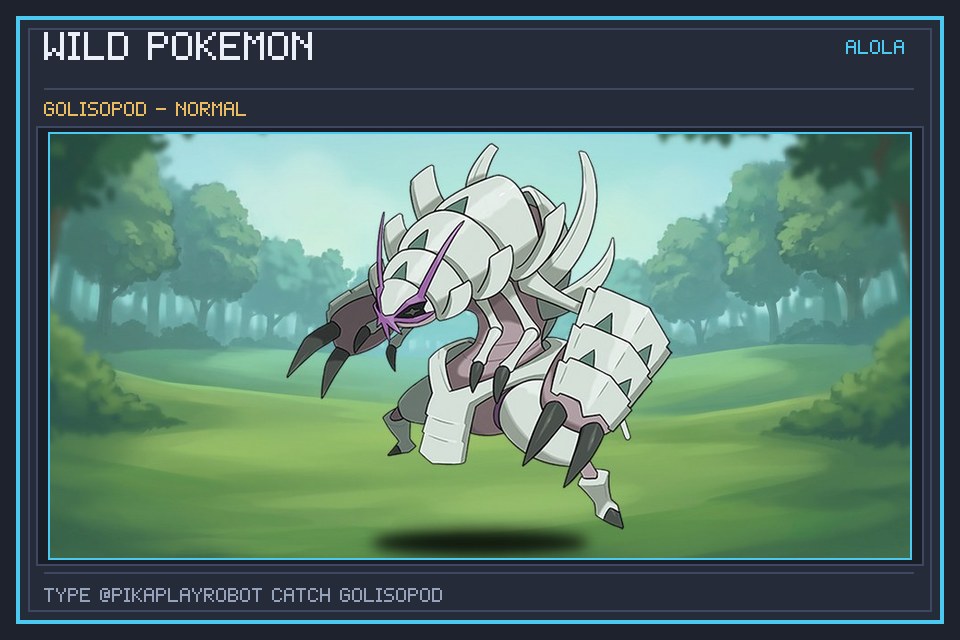 WILD POKEMON
ALOLA
GOLISOPOD - NORMAL
TYPE @PIKAPLAYROBOT CATCH GOLISOPOD